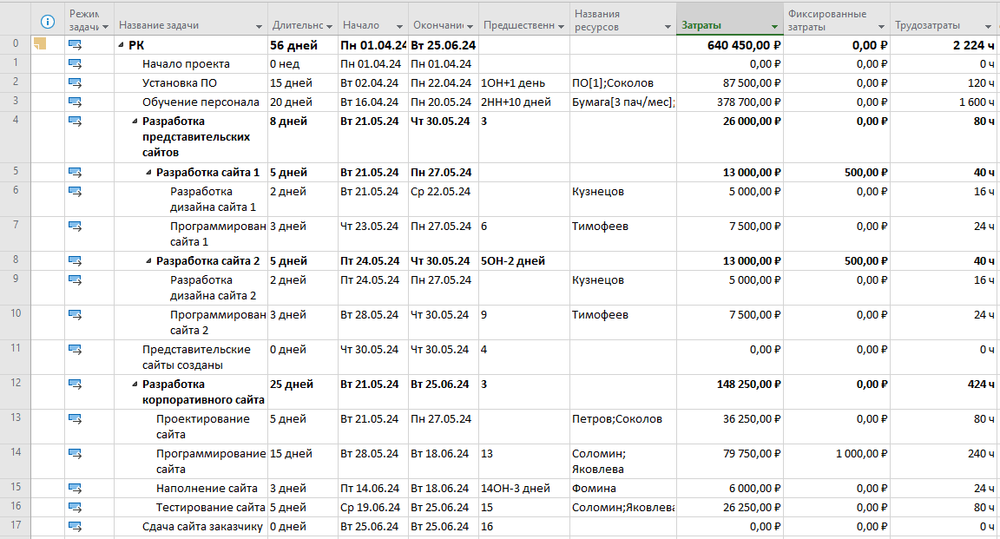 Режим задачи Название задачи Длительнс Начало Окончани Предшественн Названия ресурсов Затраты Фиксированные затраты Трудозатраты
0 РК 56 дней Пн 01.04.24 Вт 25.06.24 640 450,00 ₽ 0,00 ₽ 2 224 ч
1 Начало проекта 0 нед Пн 01.04.24 Пн 01.04.24 0,00 ₽ 0,00 ₽ 0 ч
2 Установка ПО 15 дней Вт 02.04.24 Пн 22.04.24 1ОН+1 день ПО[1];Соколов 87 500,00 ₽ 0,00 ₽ 120 ч
3 Обучение персонала 20 дней Вт 16.04.24 Пн 20.05.24 2НН+10 дней Бумага[3 пач/мес]; 378 700,00 ₽ 0,00 ₽ 1 600 ч
4 Разработка 8 дней Вт 21.05.24 Чт 30.05.24 3 26 000,00 ₽ 0,00 ₽ 80 ч
представительских
сайтов
5 Разработка сайта 1 5 дней Вт 21.05.24 Пн 27.05.24 13 000,00 ₽ 500,00 ₽ 40 ч
6 Разработка 2 дней Вт 21.05.24 Ср 22.05.24 Кузнецов 5 000,00 ₽ 0,00 ₽ 16 ч
дизайна сайта 1
7 Программирован 3 дней Чт 23.05.24 Пн 27.05.24 6 Тимофеев 7 500,00 ₽ 0,00 ₽ 24 ч
сайта 1
8 Разработка сайта 2 5 дней Пт 24.05.24 Чт 30.05.24 5ОН-2 дней 13 000,00 ₽ 500,00 ₽ 40 ч
9 Разработка 2 дней Пт 24.05.24 Пн 27.05.24 Кузнецов 5 000,00 ₽ 0,00 ₽ 16 ч
дизайна сайта 2
10 Программирован 3 дней Вт 28.05.24 Чт 30.05.24 9 Тимофеев 7 500,00 ₽ 0,00 ₽ 24 ч
сайта 2
11 Представительские 0 дней Чт 30.05.24 Чт 30.05.24 4 0,00 ₽ 0,00 ₽ 0 ч
сайты созданы
12 Разработка 25 дней Вт 21.05.24 Вт 25.06.24 3 148 250,00 ₽ 0,00 ₽ 424 ч
корпоративного сайта
13 Проектирование 5 дней Вт 21.05.24 Пн 27.05.24 Петров;Соколов 36 250,00 ₽ 0,00 ₽ 80 ч
сайта
14 Программирование 15 дней Вт 28.05.24 Вт 18.06.24 13 Соломин; 79 750,00 ₽ 1 000,00 ₽ 240 ч
сайта Яковлева
15 Наполнение сайта 3 дней Пт 14.06.24 Вт 18.06.24 14ОН-3 дней Фомина 6 000,00 ₽ 0,00 ₽ 24 ч
16 Тестирование сайта 5 дней Ср 19.06.24 Вт 25.06.24 15 Соломин;Яковлева 26 250,00 ₽ 0,00 ₽ 80 ч
17 Сдача сайта заказчику 0 дней Вт 25.06.24 Вт 25.06.24 16 0,00 ₽ 0,00 ₽ 0 ч